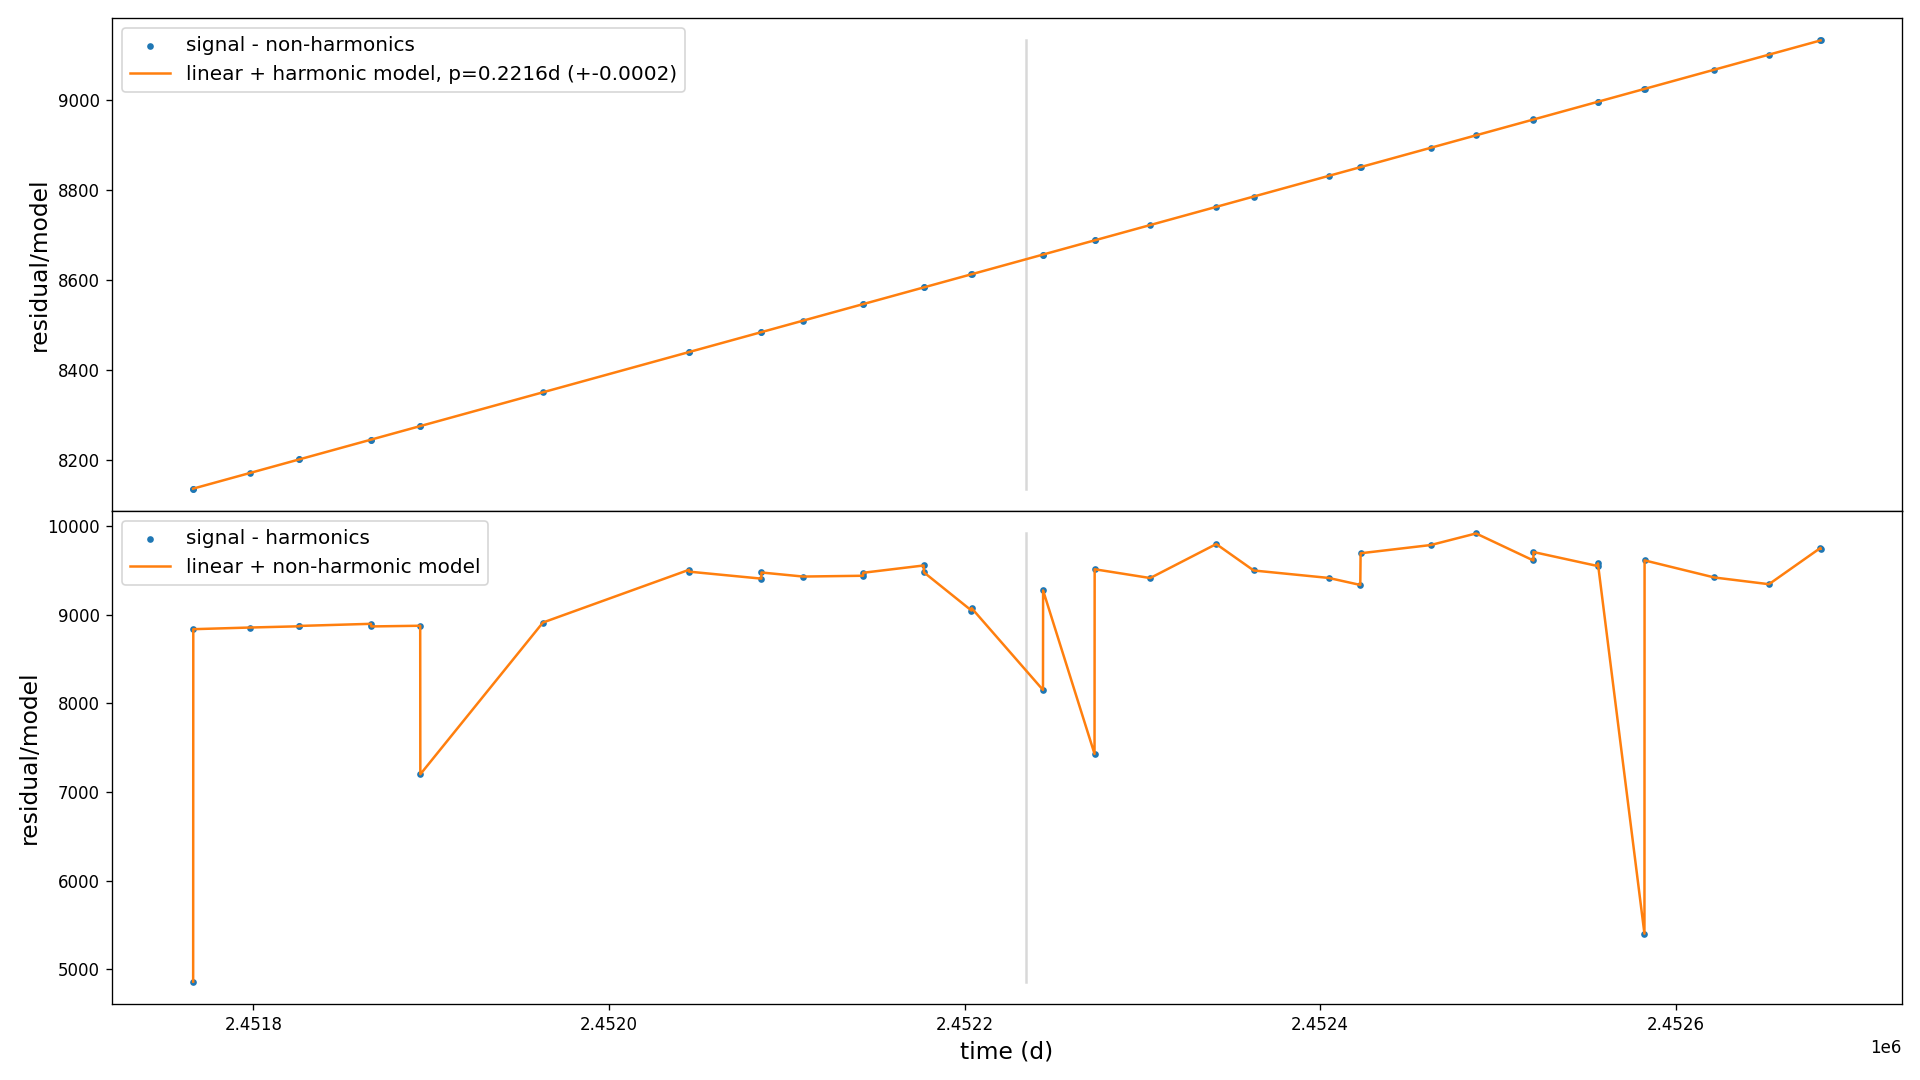 signal - non-harmonics
linear + harmonic model, p=0.2216d (+-0.0002)
9000
8800
8600
8400
8200
residual/model
signal - harmonics
linear + non-harmonic model
10000
9000
8000
7000
6000
5000
residual/model
2.4518 2.4520 2.4522 2.4524 2.4526
time (d)
1e6